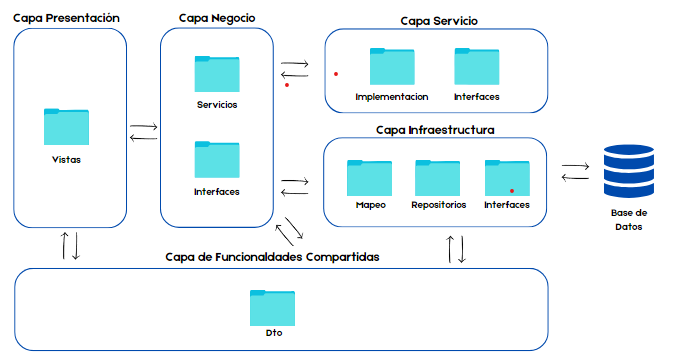 Capa Presentación
Capa Negocio
Capa Servicio
Vistas
Servicios
Interfaces
Implementacion
Interfaces
Capa Infraestructura
Mapeo
Repositorios
Interfaces
Base de
Datos
Capa de Funcionaldades Compartidas
Dto